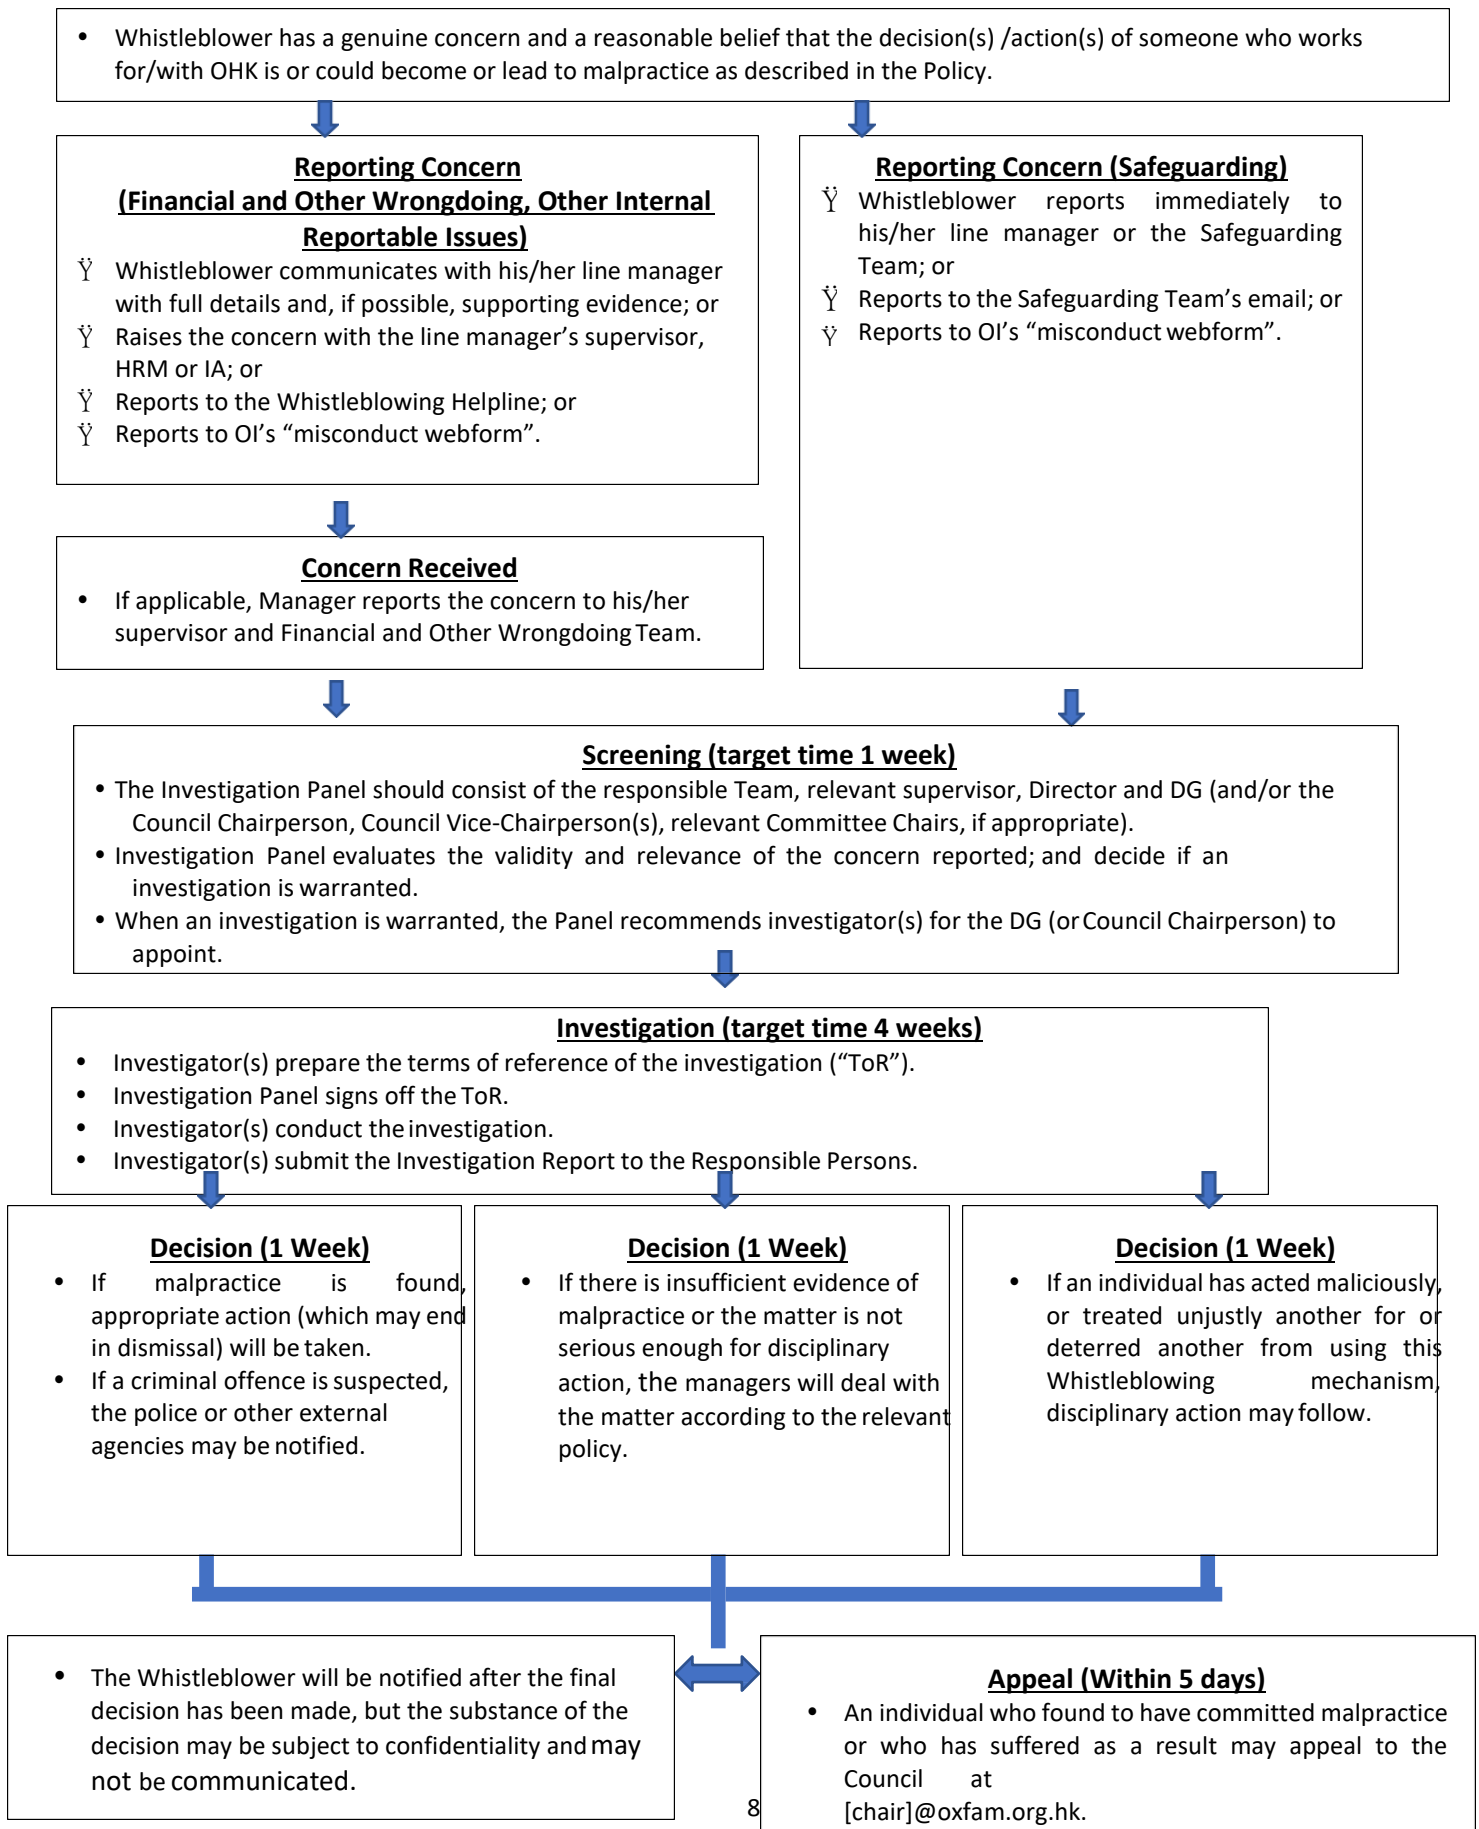 • Whistleblower has a genuine concern and a reasonable belief that the decision(s) /action(s) of someone who works
for/with OHK is or could become or lead to malpractice as described in the Policy.
Reporting Concern
(Financial and Other Wrongdoing, Other Internal
Reportable Issues)
Ÿ Whistleblower communicates with his/her line manager
with full details and, if possible, supporting evidence; or
Ÿ Raises the concern with the line manager’s supervisor,
HRM or IA; or
Ÿ Reports to the Whistleblowing Helpline; or
Ÿ Reports to OI’s “misconduct webform”.
Reporting Concern (Safeguarding)
Ÿ Whistleblower reports immediately to
his/her line manager or the Safeguarding
Team; or
Ÿ Reports to the Safeguarding Team’s email; or
Ÿ Reports to OI’s “misconduct webform”.
Concern Received
• If applicable, Manager reports the concern to his/her
supervisor and Financial and Other Wrongdoing Team.
Screening (target time 1 week)
• The Investigation Panel should consist of the responsible Team, relevant supervisor, Director and DG (and/or the
Council Chairperson, Council Vice-Chairperson(s), relevant Committee Chairs, if appropriate).
• Investigation Panel evaluates the validity and relevance of the concern reported; and decide if an
investigation is warranted.
• When an investigation is warranted, the Panel recommends investigator(s) for the DG (or Council Chairperson) to
appoint.
Investigation (target time 4 weeks)
• Investigator(s) prepare the terms of reference of the investigation (“ToR”).
• Investigation Panel signs off the ToR.
• Investigator(s) conduct the investigation.
• Investigator(s) submit the Investigation Report to the Responsible Persons.
Decision (1 Week)
• If malpractice is found,
appropriate action (which may end
in dismissal) will be taken.
• If a criminal offence is suspected,
the police or other external
agencies may be notified.
Decision (1 Week)
• If there is insufficient evidence of
malpractice or the matter is not
serious enough for disciplinary
action, the managers will deal with
the matter according to the relevant
policy.
Decision (1 Week)
• If an individual has acted maliciously,
or treated unjustly another for or
deterred another from using this
Whistleblowing mechanism,
disciplinary action may follow.
• The Whistleblower will be notified after the final
decision has been made, but the substance of the
decision may be subject to confidentiality and may
not be communicated.
Appeal (Within 5 days)
• An individual who found to have committed malpractice
or who has suffered as a result may appeal to the
Council at
[chair]@oxfam.org.hk.
8